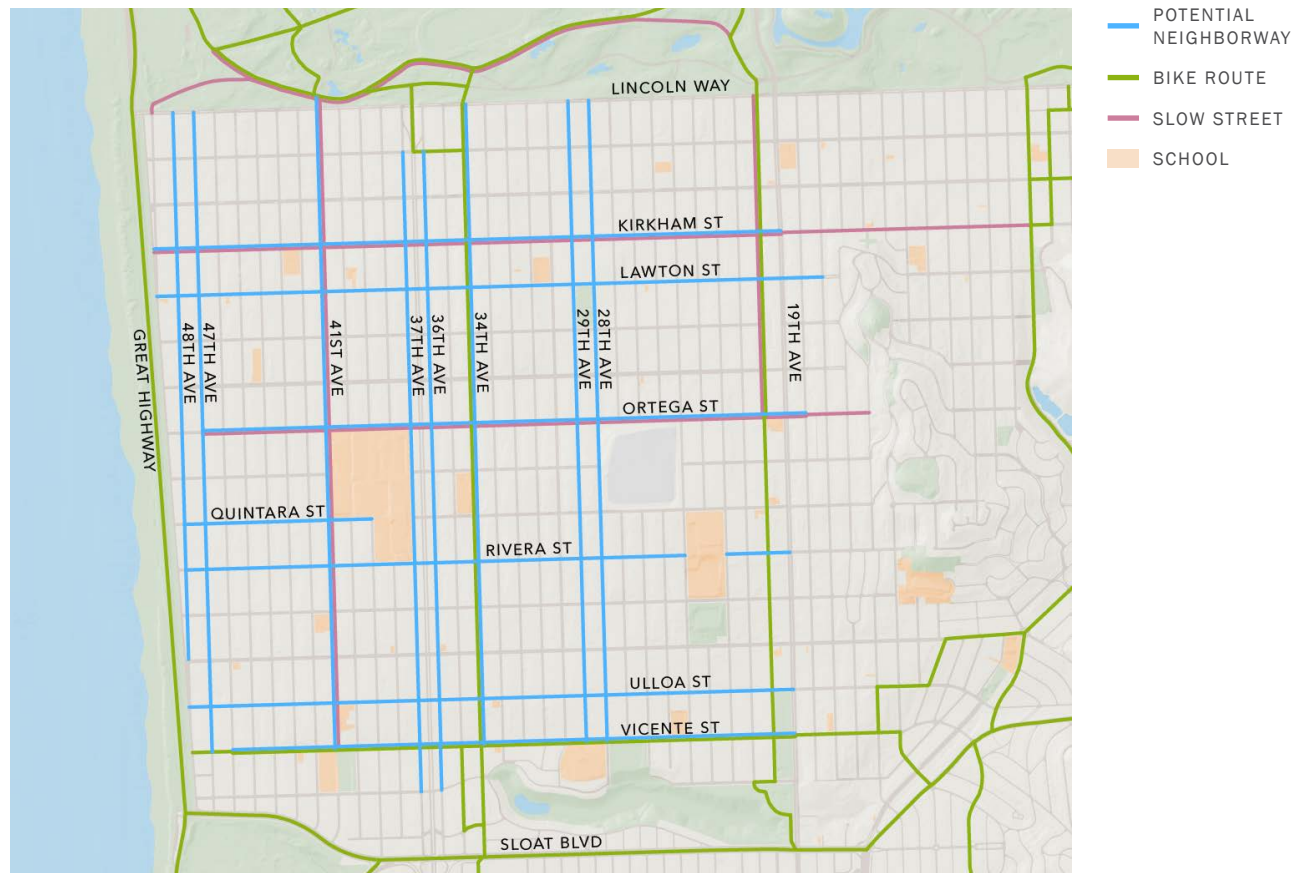 POTENTIAL
NEIGHBORWAY
BIKE ROUTE
SLOW STREET
SCHOOL
LINCOLN WAY
KIRKHAM ST
LAWTON ST
GREAT HIGHWAY
48TH AVE
47TH AVE
41ST AVE
37TH AVE
36TH AVE
34TH AVE
29TH AVE
28TH AVE
19TH AVE
ORTEGA ST
QUINTARA ST
RIVERA ST
ULLOA ST
VICENTE ST
SLOAT BLVD